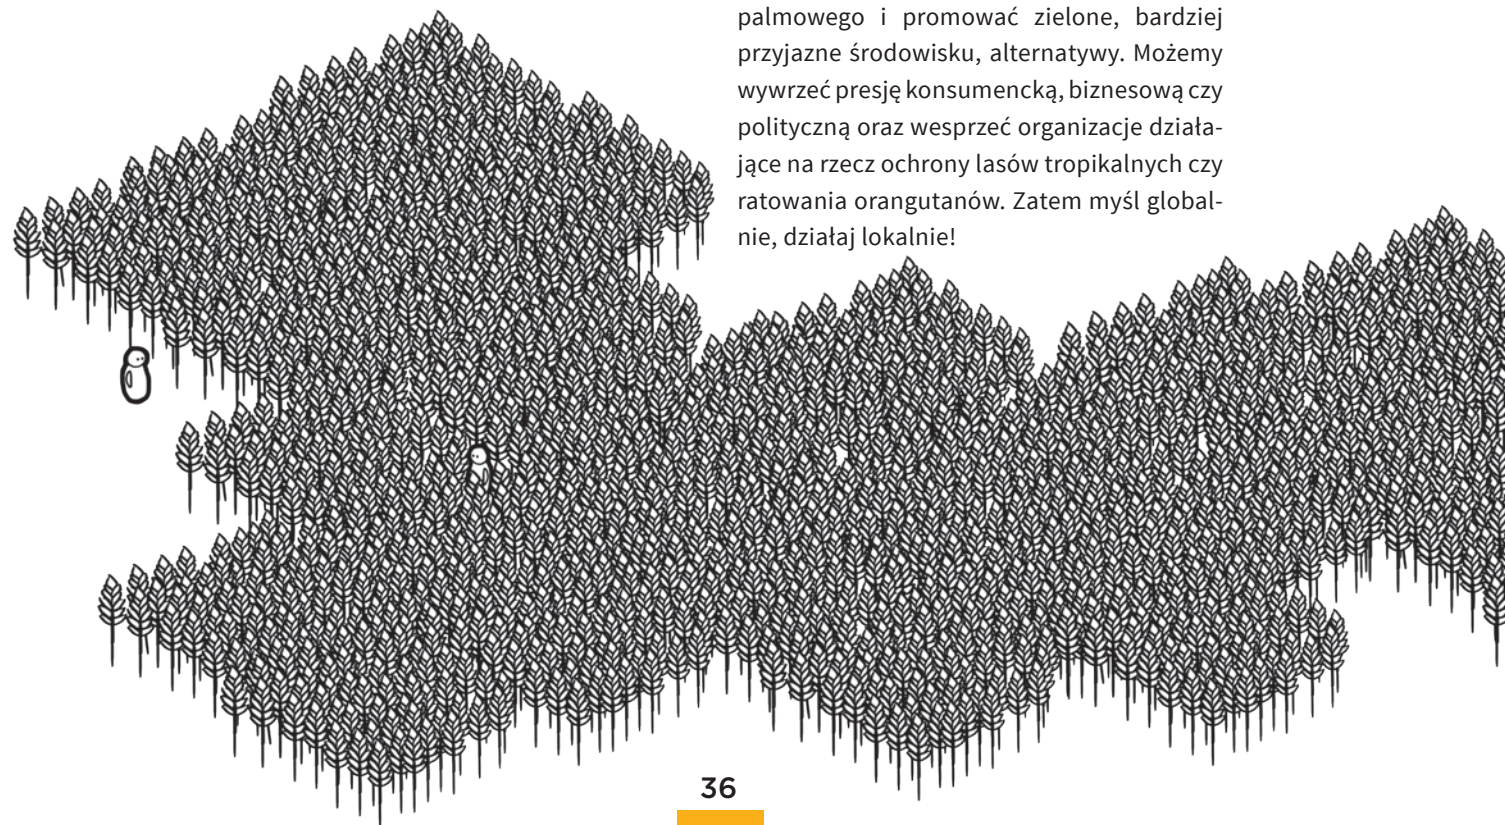 palmowego i promować zielone, bardziej
przyjazne środowisku, alternatywy. Możemy
wywrzeć presję konsumencką, biznesową czy
polityczną oraz wesprzeć organizacje działa-
jące na rzecz ochrony lasów tropikalnych czy
ratowania orangutanów. Zatem myśl global-
nie, działaj lokalnie!
36